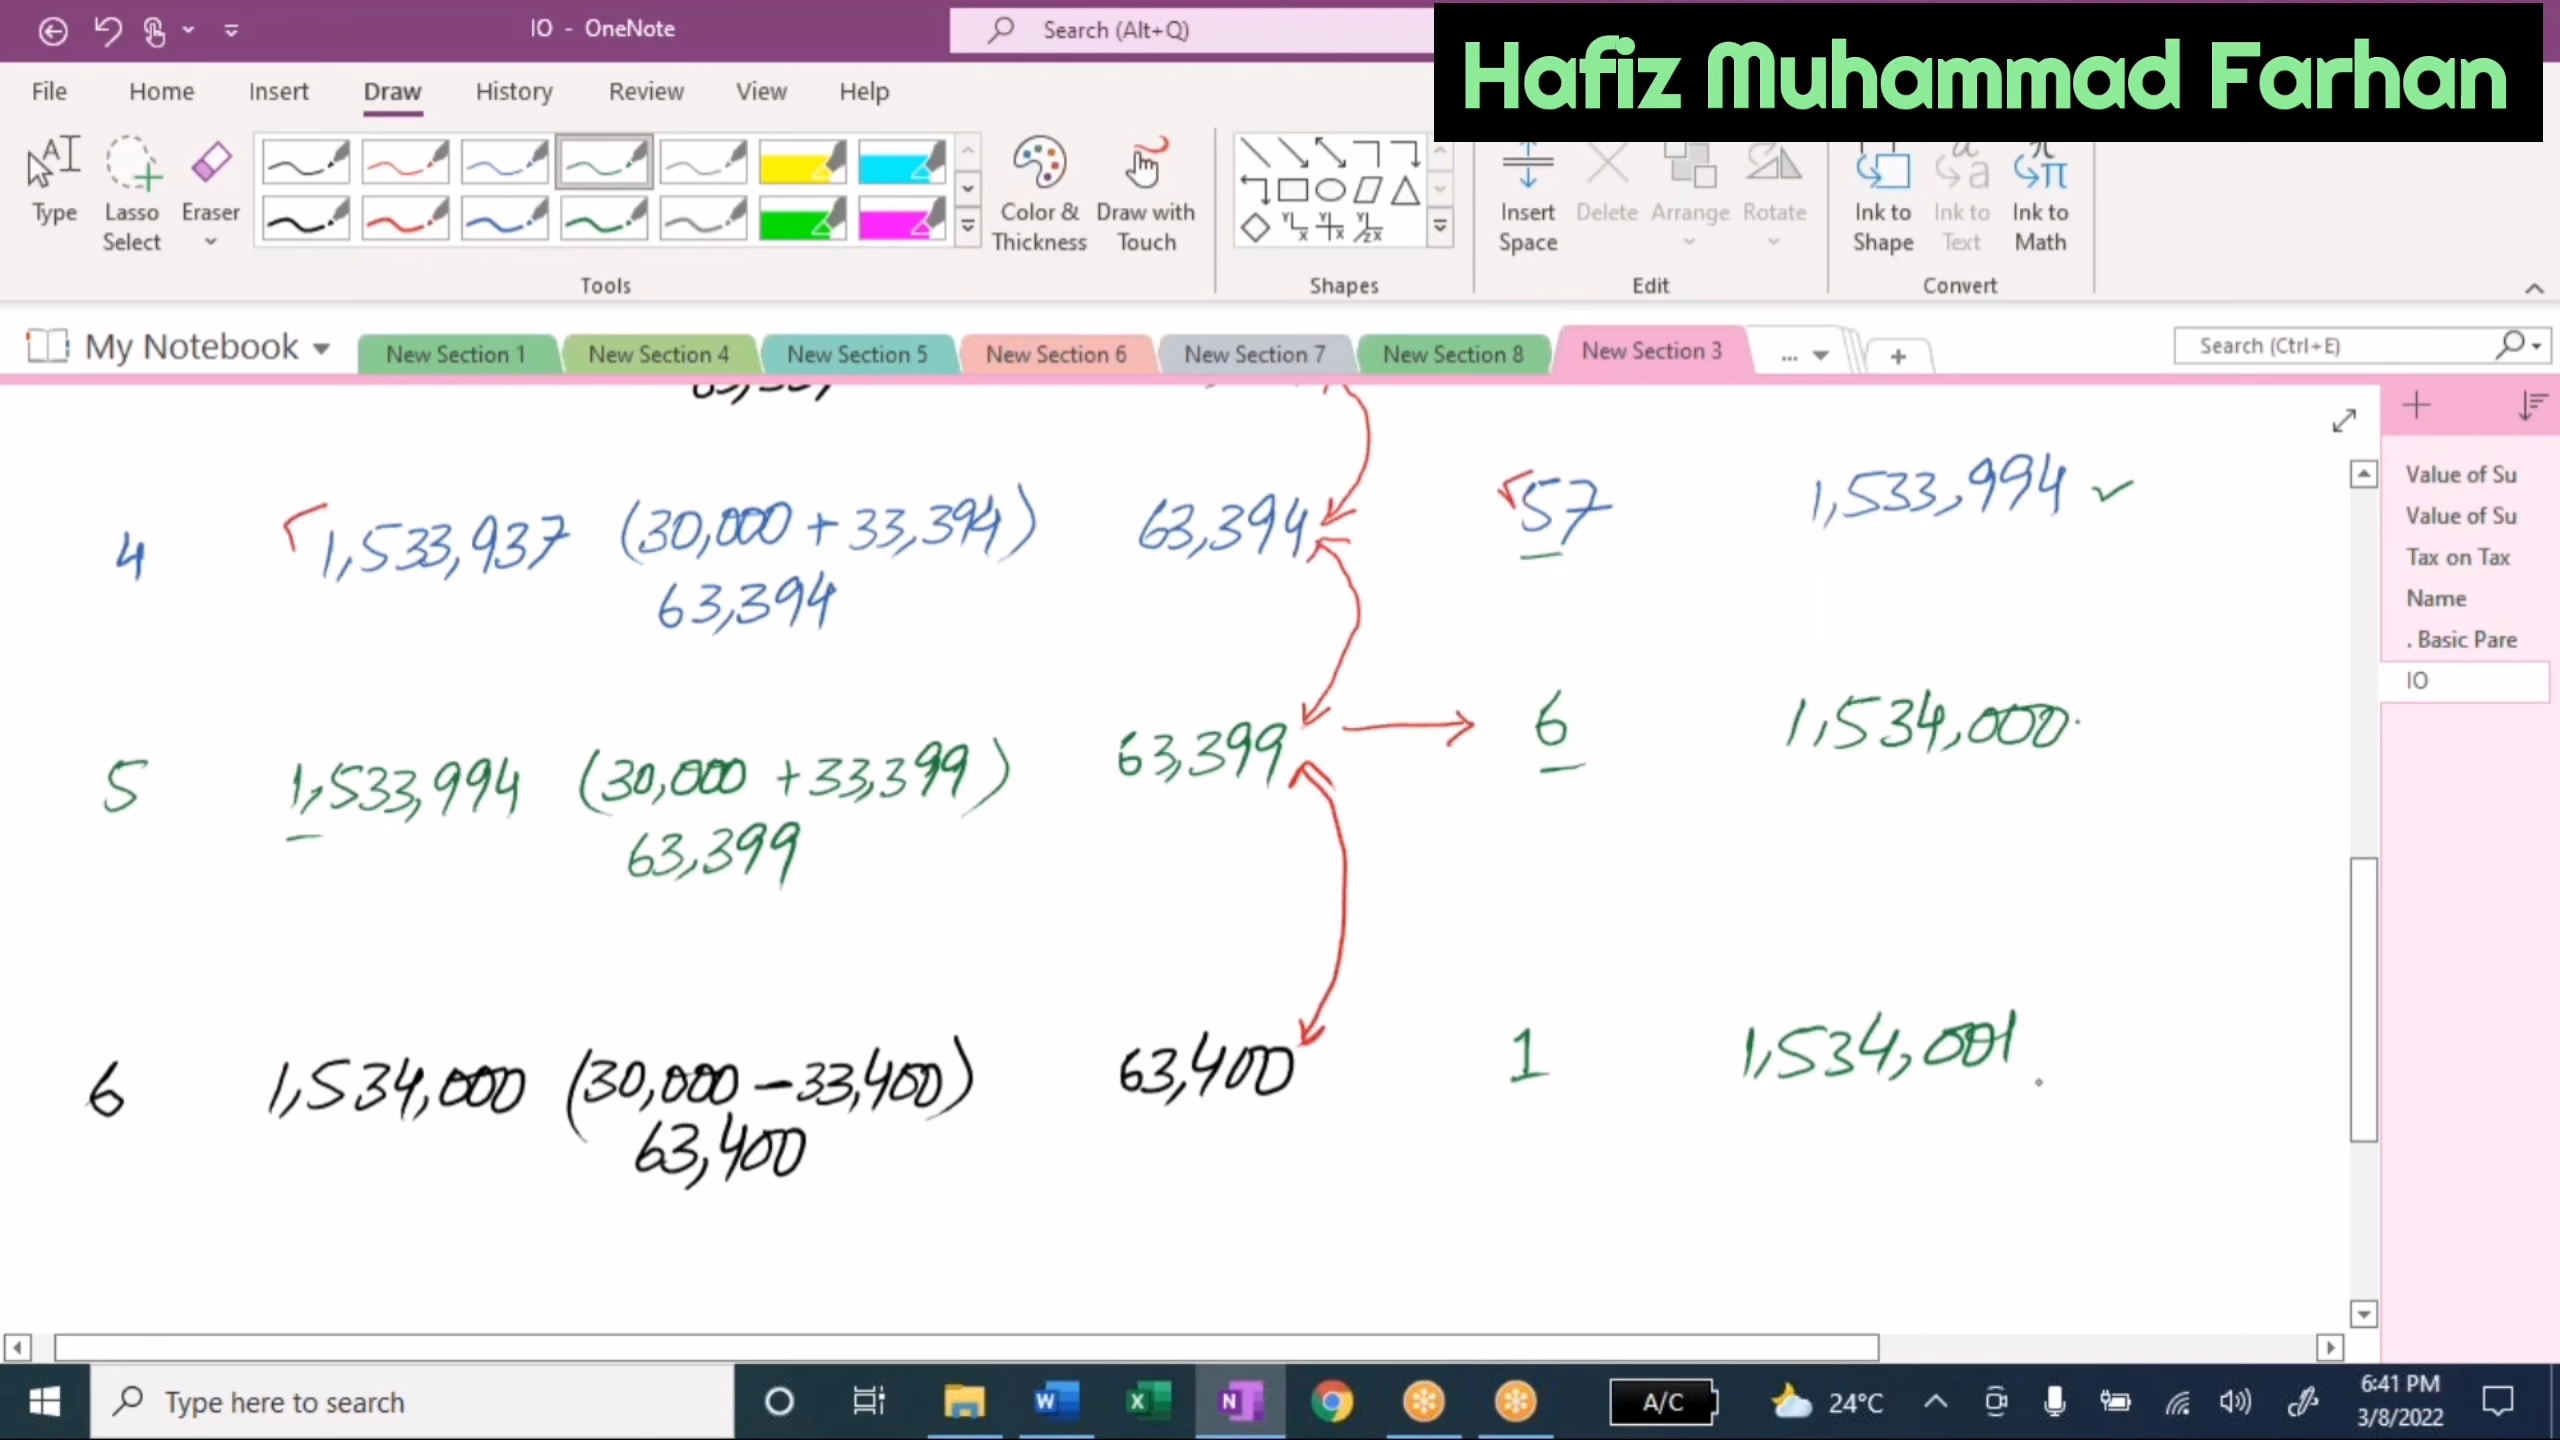 IO - OneNote
Search (Alt+Q)
Hafiz Muhammad Farhan
File Home Insert Draw History Review View Help
Type
Lasso Select
Eraser
Color & Thickness
Draw with Touch
Insert Space
Delete
Arrange
Rotate
Ink to Shape
Ink to Text
Ink to Math
Tools Shapes Edit Convert
My Notebook
New Section 1 New Section 4 New Section 5 New Section 6 New Section 7 New Section 8 New Section 3 ...
Search (Ctrl+E)
4 1,533,937 (30,000 + 33,394) 63,394 57 1,533,994 ✓
63,394
5 1,533,994 (30,000 + 33,399) 63,399 6 1,534,000
63,399
6 1,534,000 (30,000 - 33,400) 63,400 1 1,534,001
63,400
Value of Su
Value of Su
Tax on Tax
Name
. Basic Pare
IO
Type here to search
A/C
24°C
6:41 PM
3/8/2022